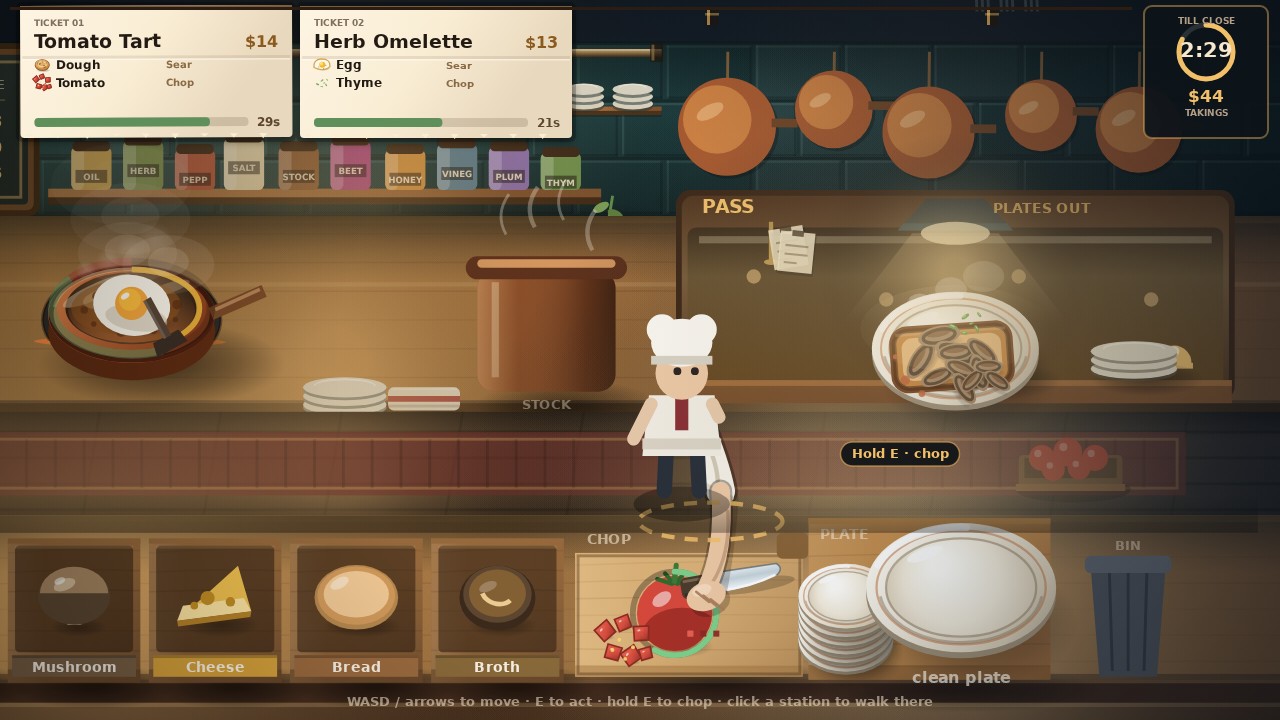 TICKET 01
Tomato Tart $14
Dough Sear
Tomato Chop
29s
TICKET 02
Herb Omelette $13
Egg Sear
Thyme Chop
21s
TILL CLOSE
2:29
$44
TAKINGS
OIL
HERB
PEPP
SALT
STOCK
BEET
HONEY
VINEG
PLUM
THYM
PASS
PLATES OUT
STOCK
Hold E · chop
CHOP
PLATE
BIN
Mushroom
Cheese
Bread
Broth
clean plate
WASD / arrows to move · E to act · hold E to chop · click a station to walk there